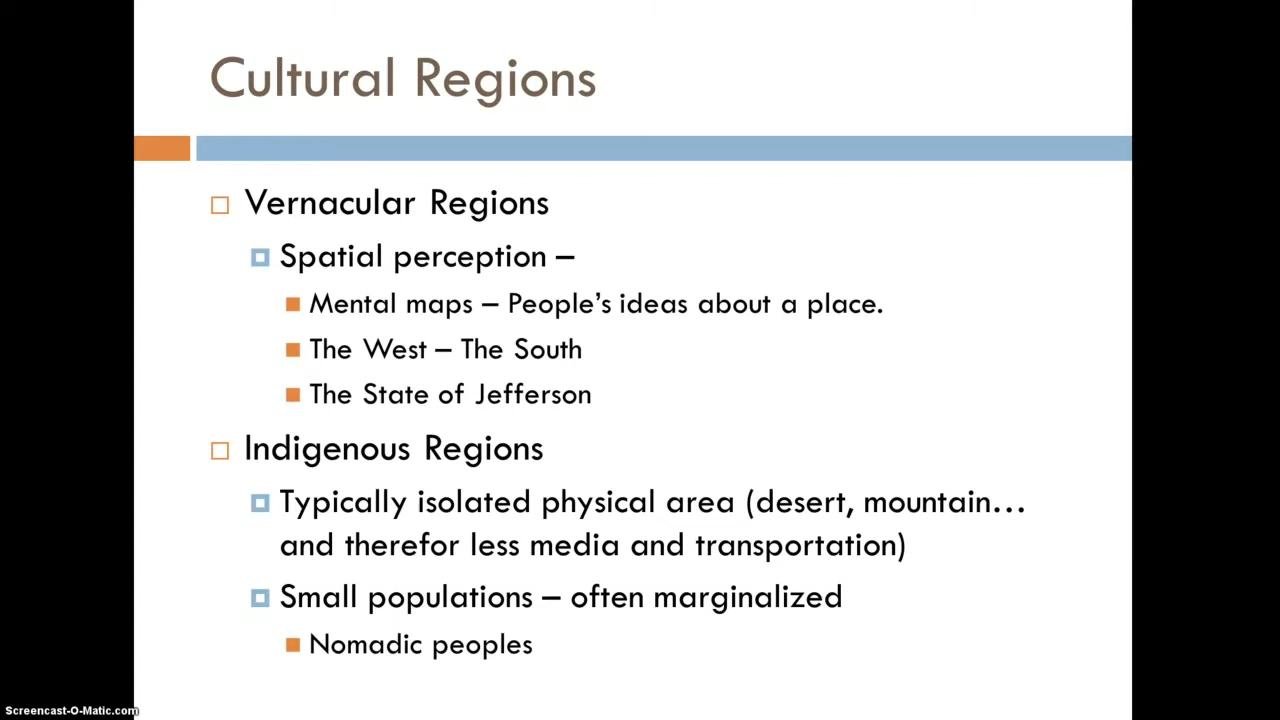 Cultural Regions
Vernacular Regions
Spatial perception –
Mental maps – People's ideas about a place.
The West – The South
The State of Jefferson
Indigenous Regions
Typically isolated physical area (desert, mountain…
and therefor less media and transportation)
Small populations – often marginalized
Nomadic peoples
Screencast-O-Matic.com